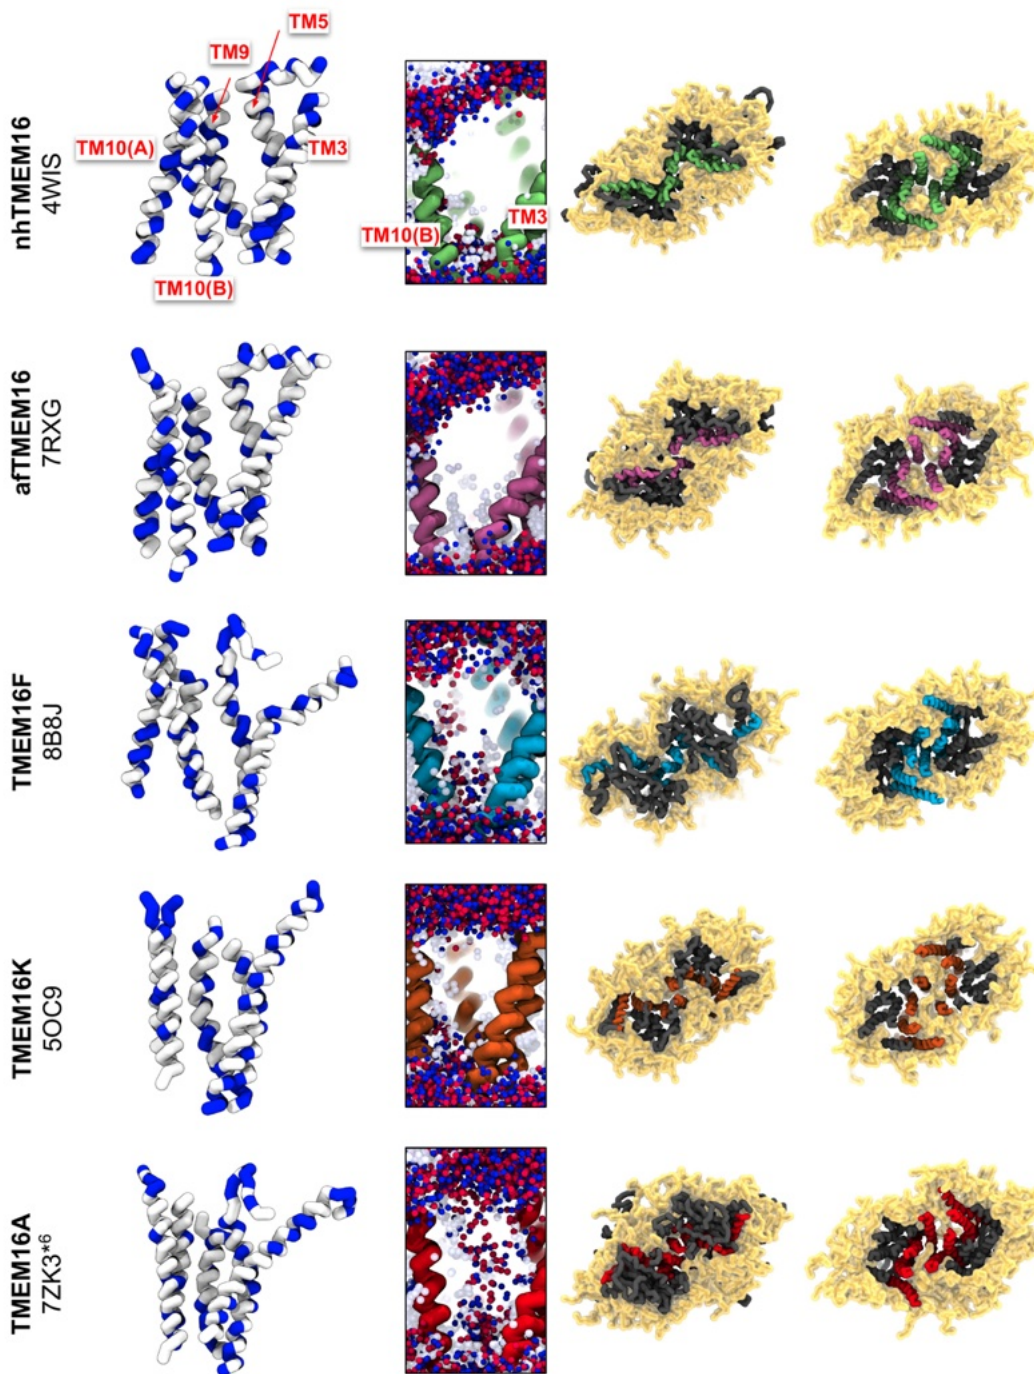 TM5
TM9
TM10(A)
TM3
TM10(B)
TM10(B)
TM3
nhTMEM16
4WIS
afTMEM16
7RXG
TMEM16F
8B8J
TMEM16K
5OC9
TMEM16A
7ZK3*6